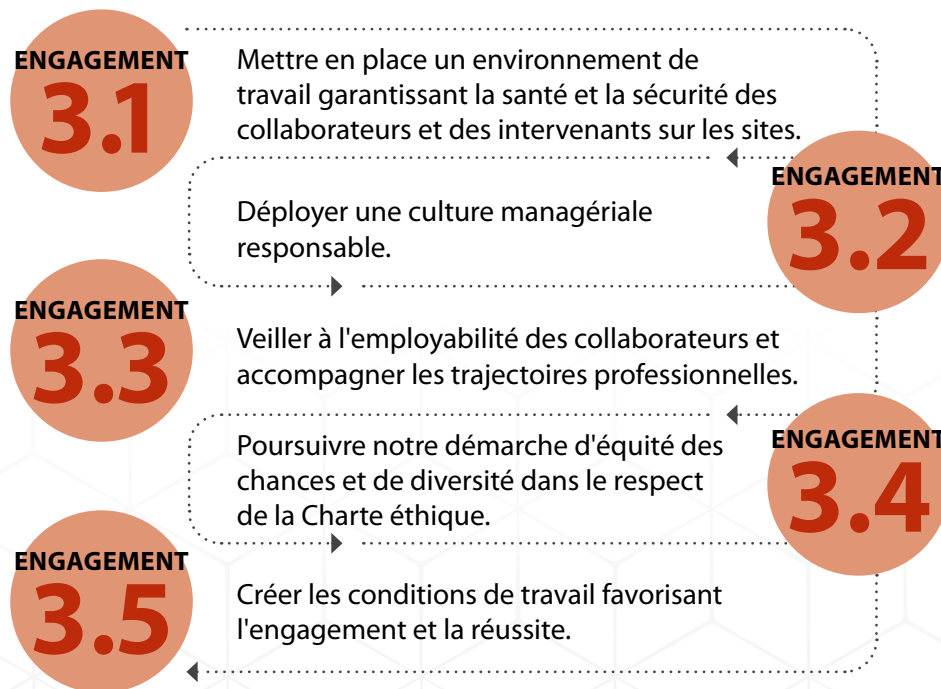 ENGAGEMENT
3.1
Mettre en place un environnement de
travail garantissant la santé et la sécurité des
collaborateurs et des intervenants sur les sites.
ENGAGEMENT
3.2
Déployer une culture managériale
responsable.
ENGAGEMENT
3.3
Veiller à l'employabilité des collaborateurs et
accompagner les trajectoires professionnelles.
ENGAGEMENT
3.4
Poursuivre notre démarche d'équité des
chances et de diversité dans le respect
de la Charte éthique.
ENGAGEMENT
3.5
Créer les conditions de travail favorisant
l'engagement et la réussite.